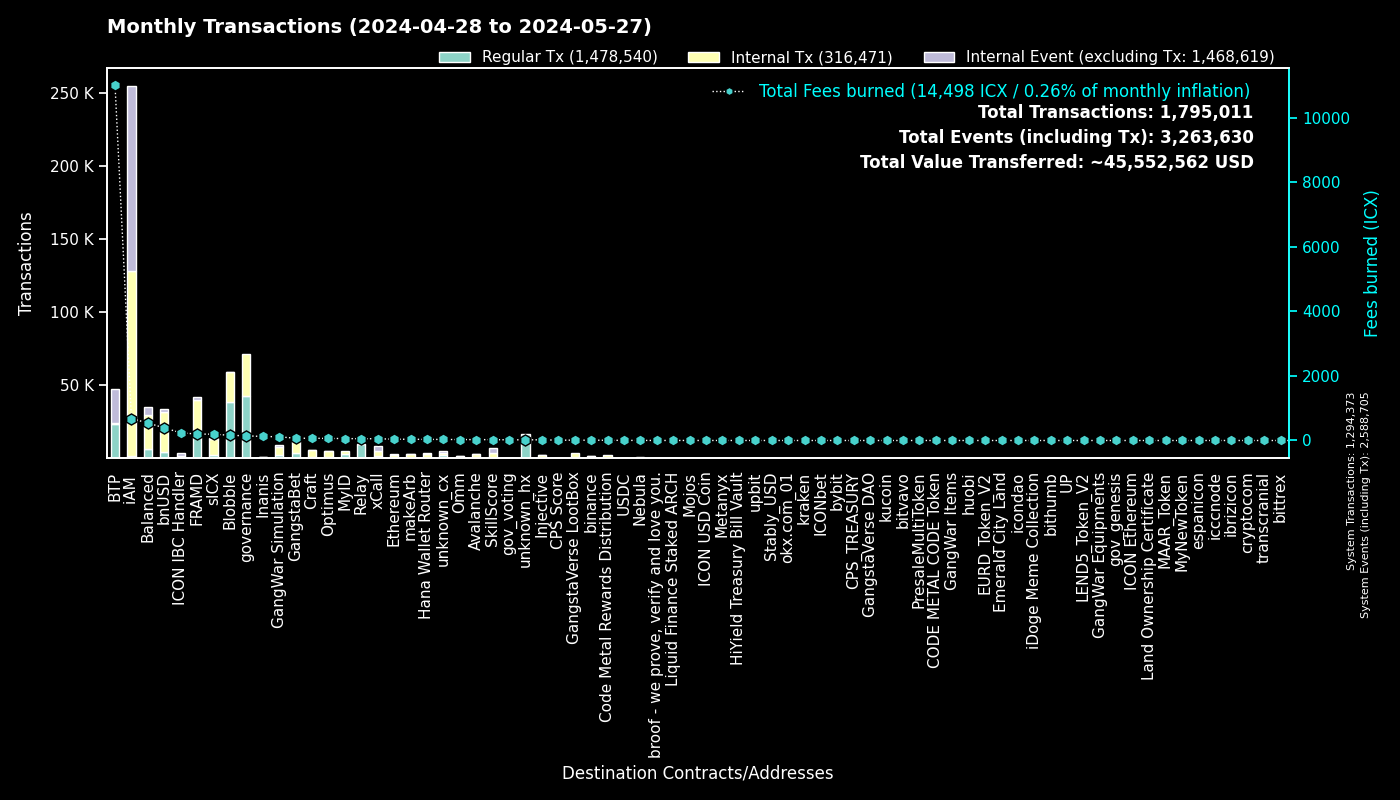 Monthly Transactions (2024-04-28 to 2024-05-27)
Regular Tx (1,478,540)
Internal Tx (316,471)
Internal Event (excluding Tx: 1,468,619)
Total Fees burned (14,498 ICX / 0.26% of monthly inflation)
Total Transactions: 1,795,011
Total Events (including Tx): 3,263,630
Total Value Transferred: ~45,552,562 USD
Transactions
250 K
200 K
150 K
100 K
50 K
10000
8000
6000
4000
2000
0
Fees burned (ICX)
System Transactions: 1,294,373
System Events (including Tx): 2,588,705
BTP
iAM
Balanced
bnUSD
ICON IBC Handler
FRAMD
sICX
Blobble
governance
Inanis
GangWar Simulation
GangstaBet
Craft
Optimus
MyID
Relay
xCall
Ethereum
makeArb
Hana Wallet Router
unknown_cx
Omm
Avalanche
SkillScore
gov_voting
unknown_hx
Injective
CPS Score
GangstaVerse LootBox
binance
Code Metal Rewards Distribution
USDC
Nebula
broof - we prove, verify and love you.
Liquid Finance Staked ARCH
Mojos
ICON USD Coin
Metanyx
HiYield Treasury Bill Vault
upbit
Stably_USD
okx.com_01
kraken
ICONbet
bybit
CPS_TREASURY
GangstaVerse DAO
kucoin
bitvavo
PresaleMultiToken
CODE METAL CODE Token
GangWar Items
huobi
EURD_Token_V2
Emerald City Land
icondao
iDoge Meme Collection
bithumb
UP
LEND5_Token_V2
GangWar Equipments
gov_genesis
ICON_Ethereum
Land Ownership Certificate
MAAR_Token
MyNewToken
espanicon
icccnode
ibrizicon
cryptocom
transcranial
bittrex
Destination Contracts/Addresses